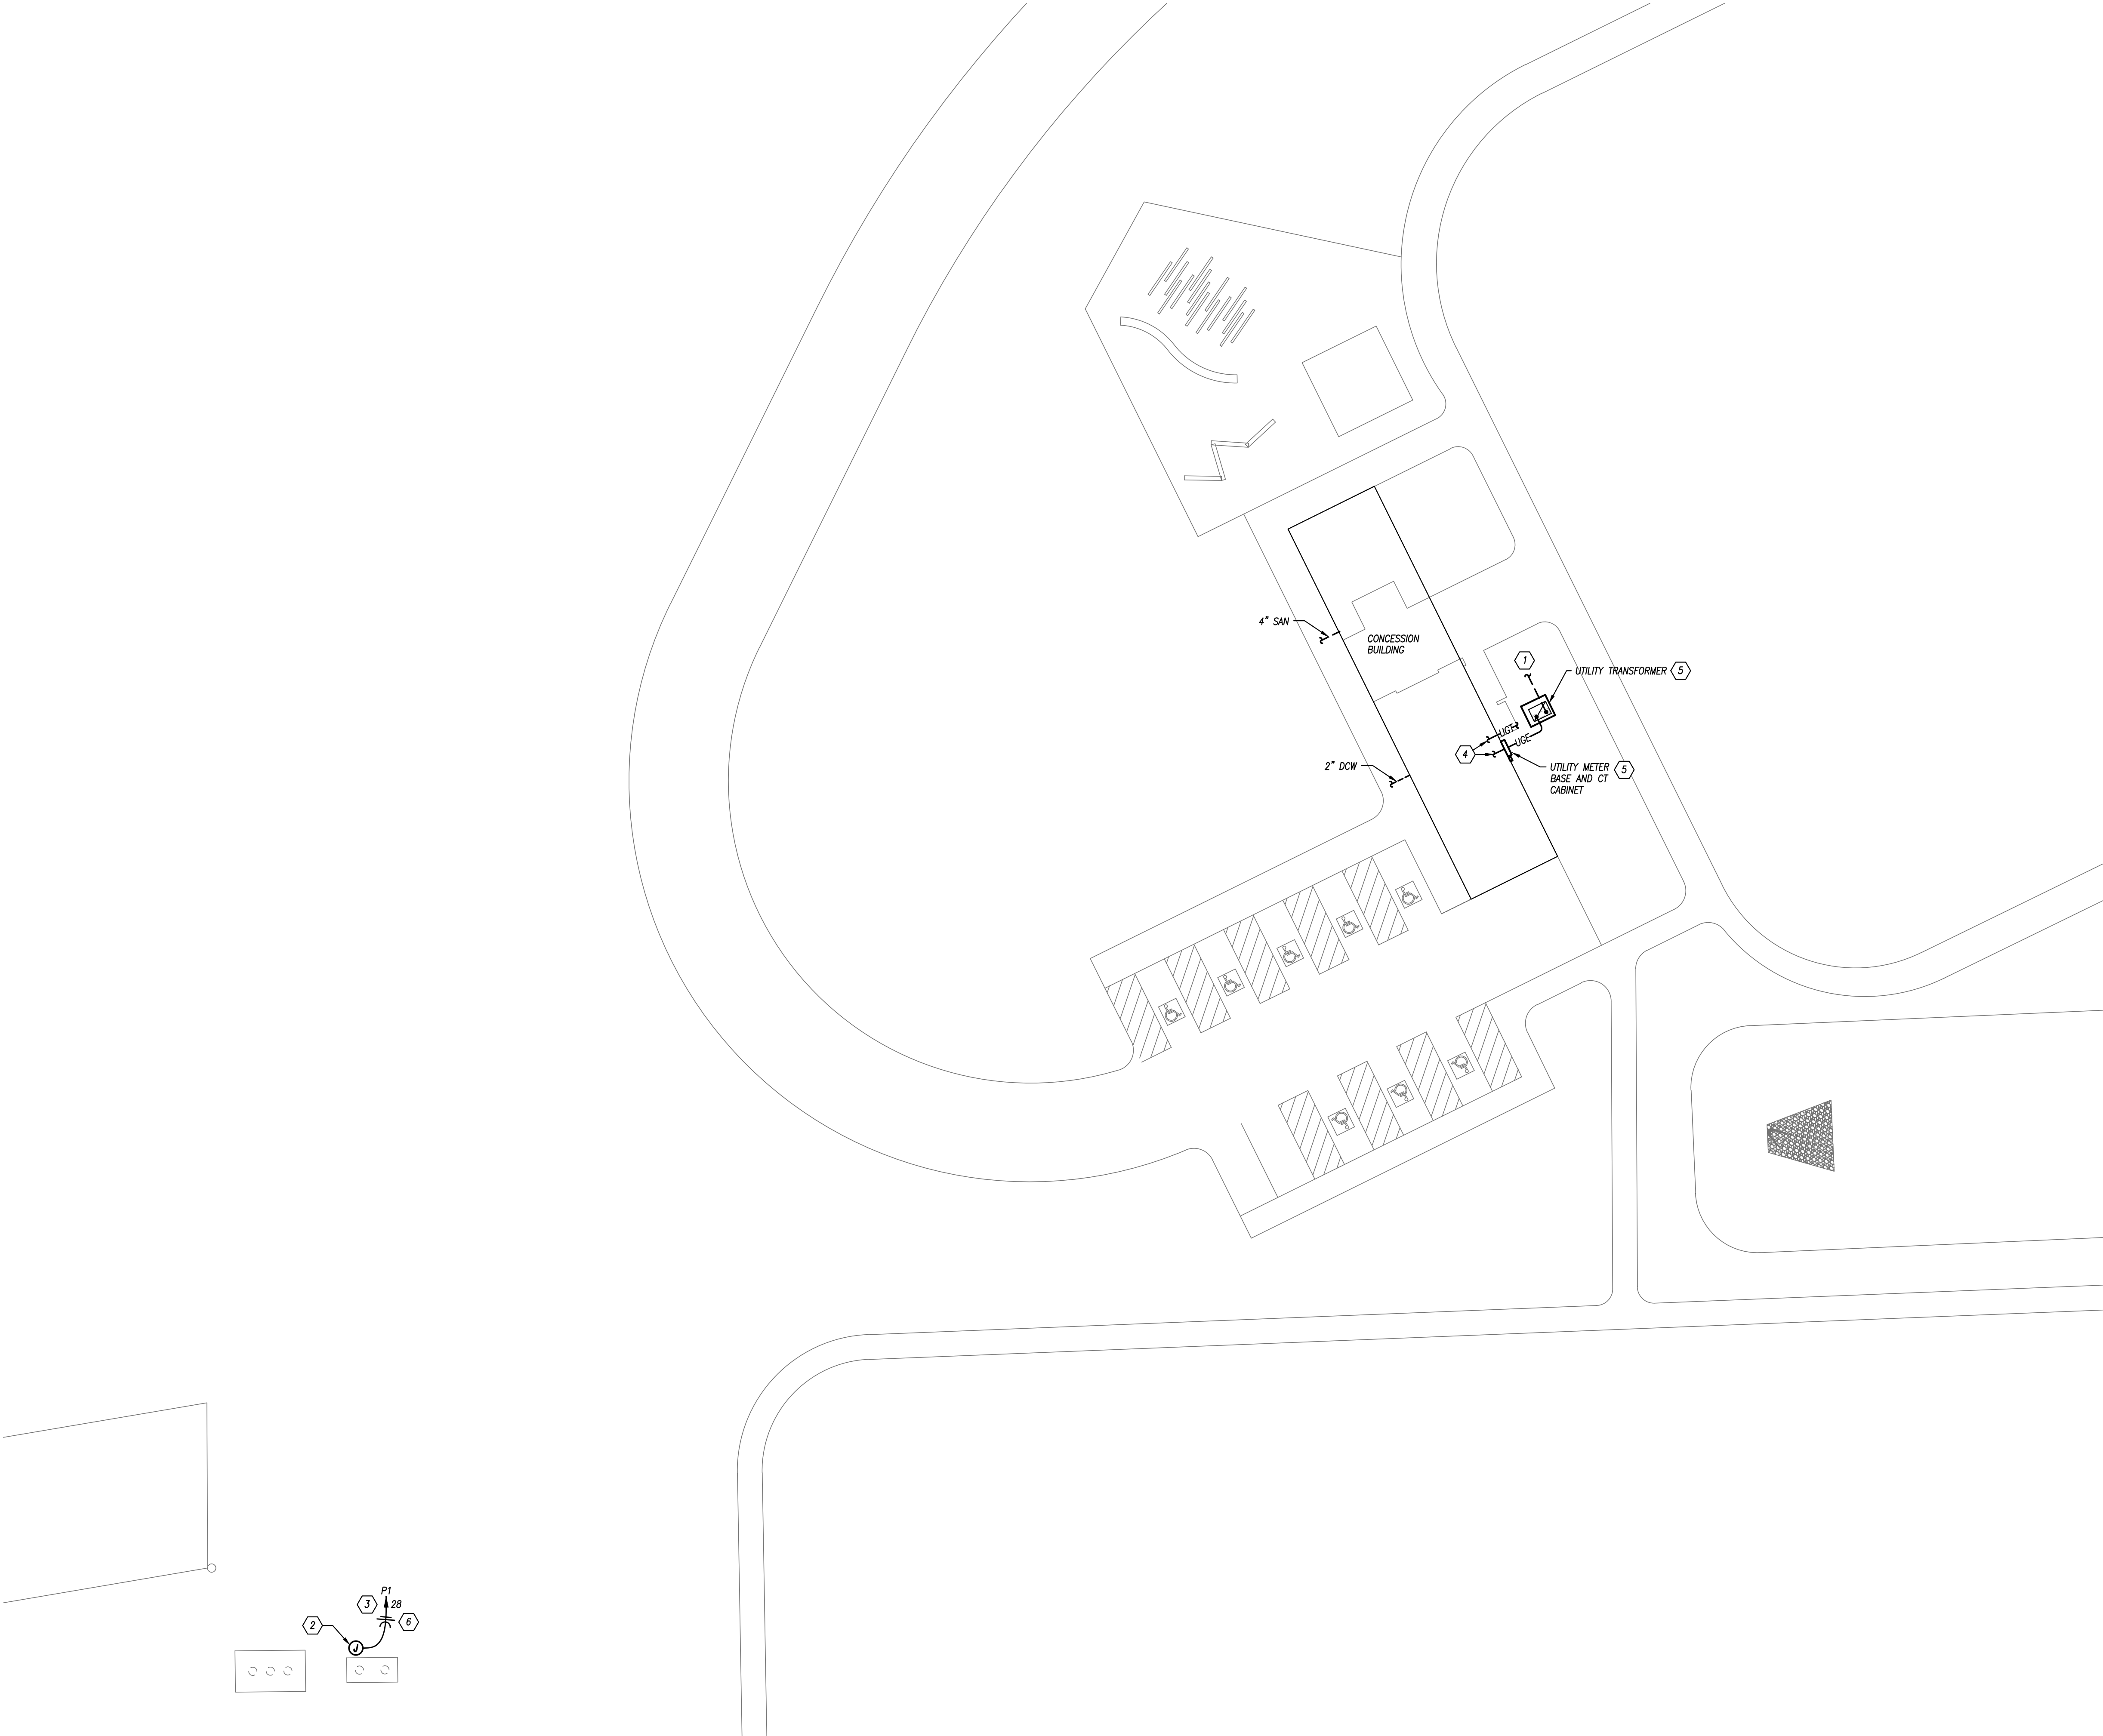 4" SAN
CONCESSION
BUILDING
1
UTILITY TRANSFORMER 5
UGT
UGE
4
2" DCW
UTILITY METER 5
BASE AND CT
CABINET
P1
3 28
2 6
J